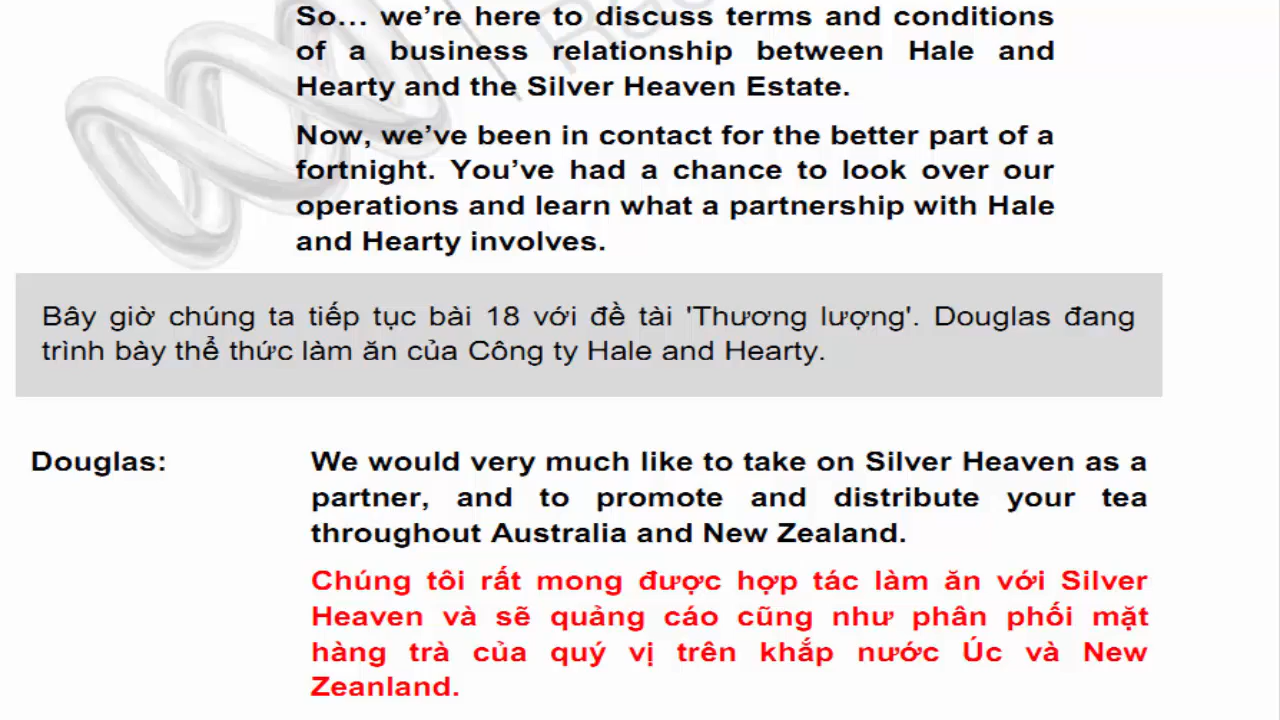 So… we're here to discuss terms and conditions
of a business relationship between Hale and
Hearty and the Silver Heaven Estate.
Now, we've been in contact for the better part of a
fortnight. You've had a chance to look over our
operations and learn what a partnership with Hale
and Hearty involves.
Bây giờ chúng ta tiếp tục bài 18 với đề tài 'Thương lượng'. Douglas đang
trình bày thể thức làm ăn của Công ty Hale and Hearty.
Douglas: We would very much like to take on Silver Heaven as a
partner, and to promote and distribute your tea
throughout Australia and New Zealand.
Chúng tôi rất mong được hợp tác làm ăn với Silver
Heaven và sẽ quảng cáo cũng như phân phối mặt
hàng trà của quý vị trên khắp nước Úc và New
Zeanland.